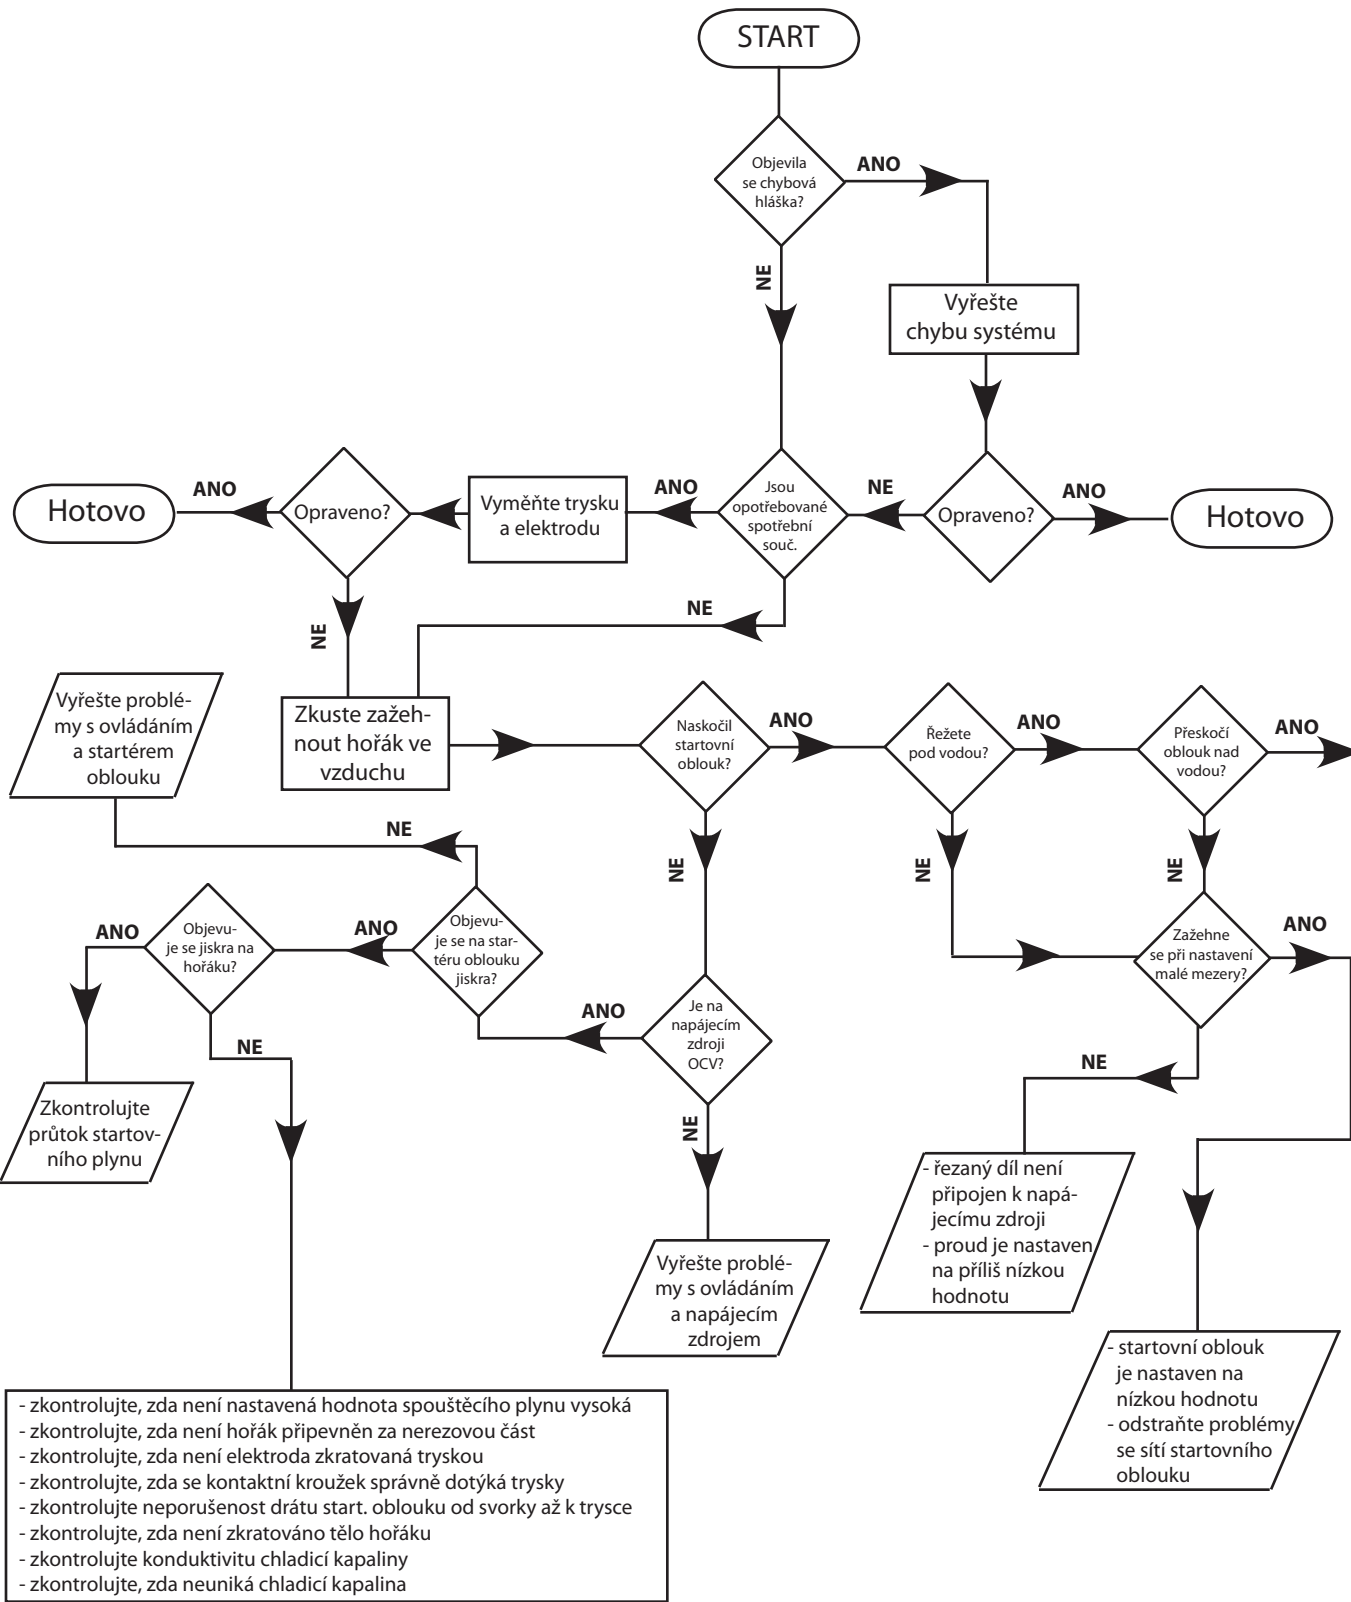 START
Objevila
se chybová
hláška?
ANO
NE
Vyřešte
chybu systému
Hotovo
ANO
Opraveno?
Vyměňte trysku
a elektrodu
ANO
Jsou
opotřebované
spotřební
souč.
NE
Opraveno?
ANO
Hotovo
NE
NE
Vyřešte problé-
my s ovládáním
a startérem
oblouku
Zkuste zažeh-
nout hořák ve
vzduchu
Naskočil
startovní
oblouk?
ANO
Řežete
pod vodou?
ANO
Přeskočí
oblouk nad
vodou?
ANO
NE
NE
NE
NE
ANO
Objevu-
je se jiskra na
hořáku?
ANO
Objevu-
je se na star-
téru oblouku
jiskra?
Zažehne
se při nastavení
malé mezery?
ANO
ANO
Je na
napájecím
zdroji
OCV?
NE
NE
NE
Zkontrolujte
průtok startov-
ního plynu
- řezaný díl není
připojen k napá-
jecímu zdroji
- proud je nastaven
na příliš nízkou
hodnotu
Vyřešte problé-
my s ovládáním
a napájecím
zdrojem
- startovní oblouk
je nastaven na
nízkou hodnotu
- odstraňte problémy
se sítí startovního
oblouku
- zkontrolujte, zda není nastavená hodnota spouštěcího plynu vysoká
- zkontrolujte, zda není hořák připevněn za nerezovou část
- zkontrolujte, zda není elektroda zkratovaná tryskou
- zkontrolujte, zda se kontaktní kroužek správně dotýká trysky
- zkontrolujte neporušenost drátu start. oblouku od svorky až k trysce
- zkontrolujte, zda není zkratováno tělo hořáku
- zkontrolujte konduktivitu chladicí kapaliny
- zkontrolujte, zda neuniká chladicí kapalina